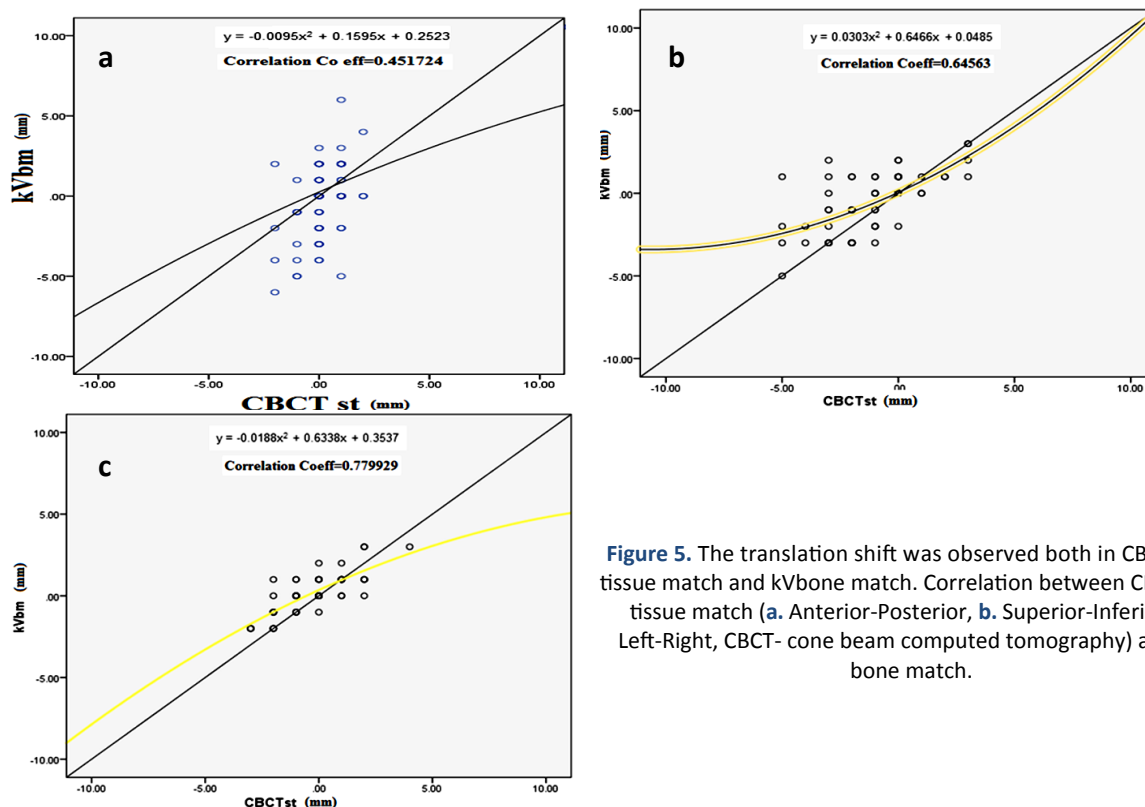 a
y = -0.0095x² + 0.1595x + 0.2523
Correlation Co eff=0.451724
10.00
5.00
.00
-5.00
-10.00
kVbm (mm)
-10.00 -5.00 .00 5.00 10.00
CBCT st (mm)
b
y = 0.0303x² + 0.6466x + 0.0485
Correlation Coeff=0.64563
10.00
5.00
.00
-5.00
-10.00
kVbm (mm)
-10.00 -5.00 .00 5.00 10.00
CBCTst (mm)
c
y = -0.0188x² + 0.6338x + 0.3537
Correlation Coeff=0.779929
10.00
5.00
.00
-5.00
-10.00
kVbm (mm)
-10.00 -5.00 .00 5.00 10.00
CBCTst (mm)
Figure 5. The translation shift was observed both in CB
tissue match and kVbone match. Correlation between C
tissue match (a. Anterior-Posterior, b. Superior-Inferi
Left-Right, CBCT- cone beam computed tomography) a
bone match.